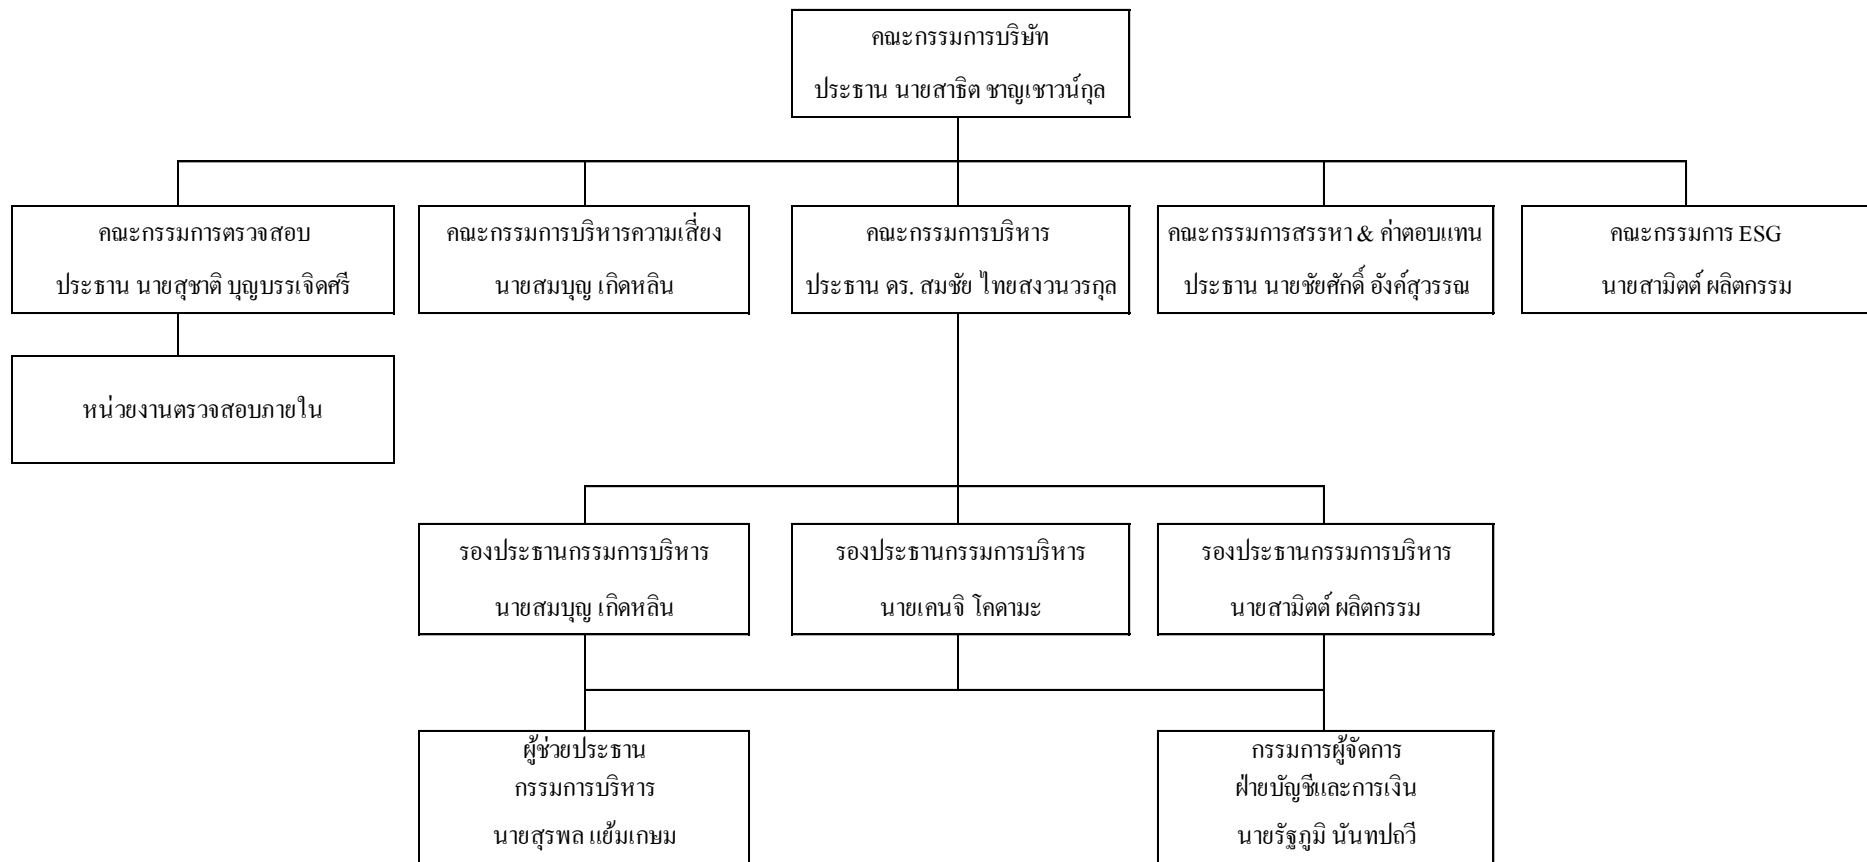 คณะกรรมการบริษัท
ประธาน นายสาธิต ชาญเชาวน์กุล
คณะกรรมการตรวจสอบ
ประธาน นายสุชาติ บุญบรรเจิดศรี
คณะกรรมการบริหารความเสี่ยง
นายสมบุญ เกิดหลิน
คณะกรรมการบริหาร
ประธาน ดร. สมชัย ไทยสงวนวรกุล
คณะกรรมการสรรหา & ค่าตอบแทน
ประธาน นายชัยศักดิ์ อังค์สุวรรณ
คณะกรรมการ ESG
นายสามิตต์ ผลิตกรรม
หน่วยงานตรวจสอบภายใน
รองประธานกรรมการบริหาร
นายสมบุญ เกิดหลิน
รองประธานกรรมการบริหาร
นายเคนจิ โคดามะ
รองประธานกรรมการบริหาร
นายสามิตต์ ผลิตกรรม
ผู้ช่วยประธาน
กรรมการบริหาร
นายสุรพล แย้มเกษม
กรรมการผู้จัดการ
ฝ่ายบัญชีและการเงิน
นายรัฐภูมิ นันทปถวี